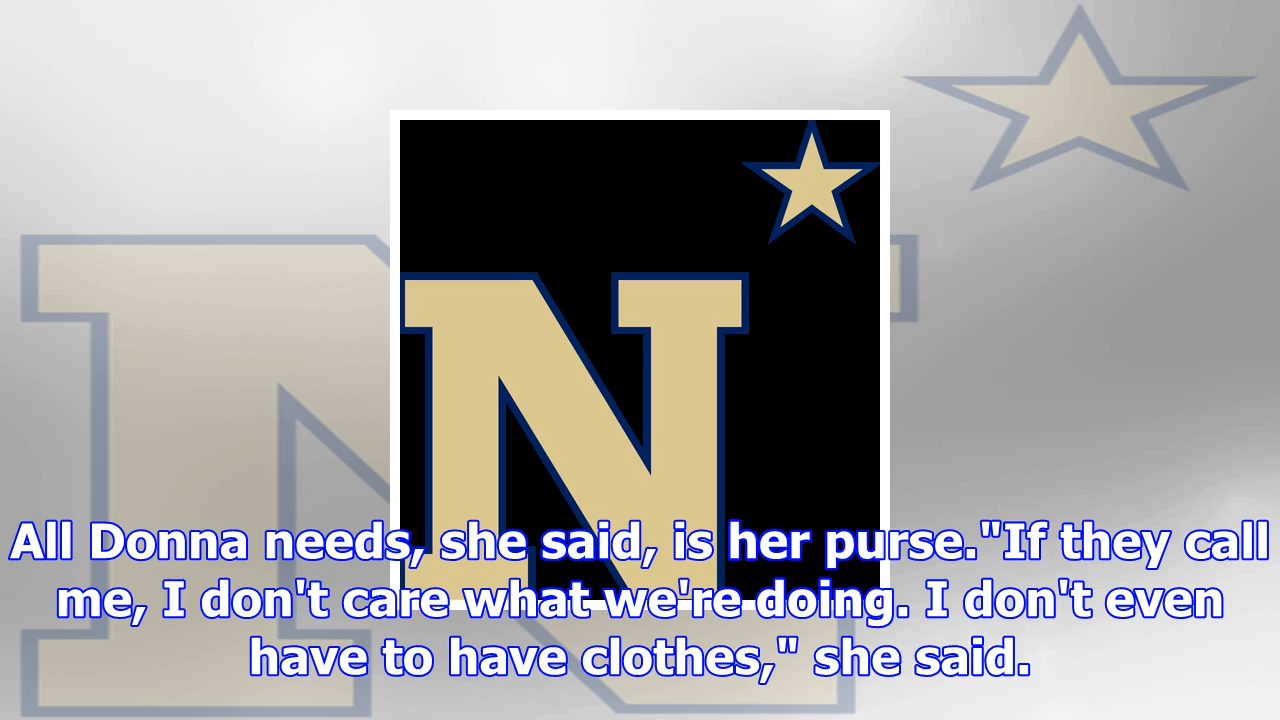 N
All Donna needs, she said, is her purse."If they call
me, I don't care what we're doing. I don't even
have to have clothes," she said.